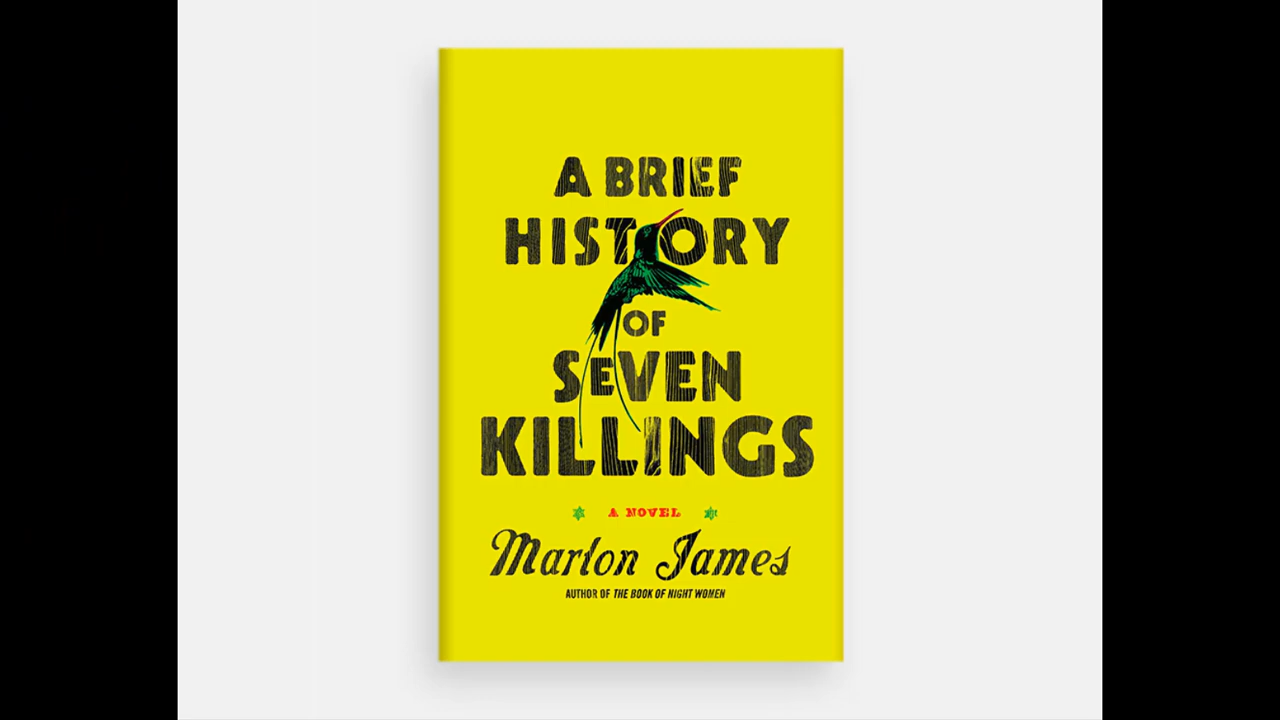 A BRIEF
HISTORY
OF
SEVEN
KILLINGS
A NOVEL
Marlon James
AUTHOR OF THE BOOK OF NIGHT WOMEN